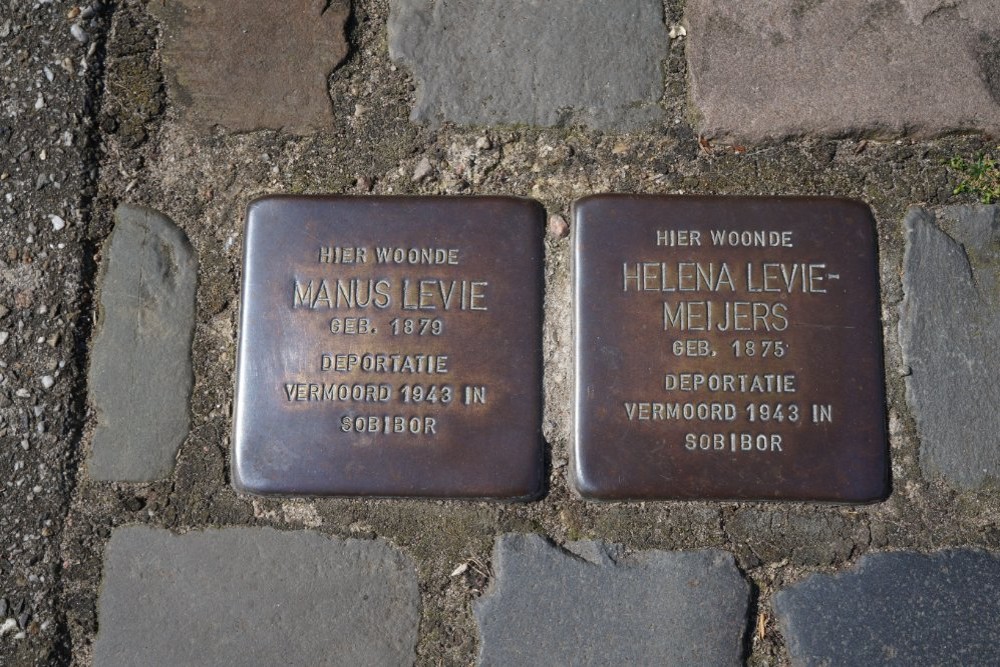 HIER WOONDE
MANUS LEVIE
GEB. 1879
DEPORTATIE
VERMOORD 1943 IN
SOBIBOR
HIER WOONDE
HELENA LEVIE-
MEIJERS
GEB. 1875
DEPORTATIE
VERMOORD 1943 IN
SOBIBOR